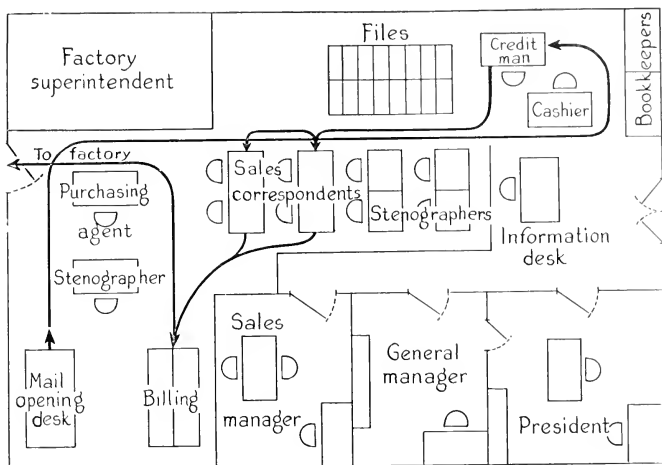 Factory
superintendent
Files
Credit
man
Cashier
Bookkeepers
To factory
Purchasing
agent
Stenographer
Sales
correspondents
Stenographers
Information
desk
Mail
opening
desk
Billing
Sales
manager
General
manager
President